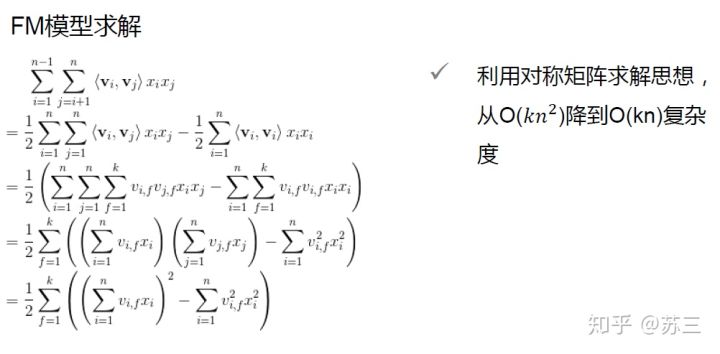 FM模型求解
\sum_{i=1}^{n-1} \sum_{j=i+1}^{n} \langle \mathbf{v}_i, \mathbf{v}_j \rangle x_i x_j
= \frac{1}{2} \sum_{i=1}^{n} \sum_{j=1}^{n} \langle \mathbf{v}_i, \mathbf{v}_j \rangle x_i x_j - \frac{1}{2} \sum_{i=1}^{n} \langle \mathbf{v}_i, \mathbf{v}_i \rangle x_i x_i
= \frac{1}{2} \left( \sum_{i=1}^{n} \sum_{j=1}^{n} \sum_{f=1}^{k} v_{i,f} v_{j,f} x_i x_j - \sum_{i=1}^{n} \sum_{f=1}^{k} v_{i,f} v_{i,f} x_i x_i \right)
= \frac{1}{2} \sum_{f=1}^{k} \left( \left( \sum_{i=1}^{n} v_{i,f} x_i \right) \left( \sum_{j=1}^{n} v_{j,f} x_j \right) - \sum_{i=1}^{n} v_{i,f}^2 x_i^2 \right)
= \frac{1}{2} \sum_{f=1}^{k} \left( \left( \sum_{i=1}^{n} v_{i,f} x_i \right)^2 - \sum_{i=1}^{n} v_{i,f}^2 x_i^2 \right)
✓ 利用对称矩阵求解思想，
从O(kn²)降到O(kn)复杂
度
知乎 @苏三